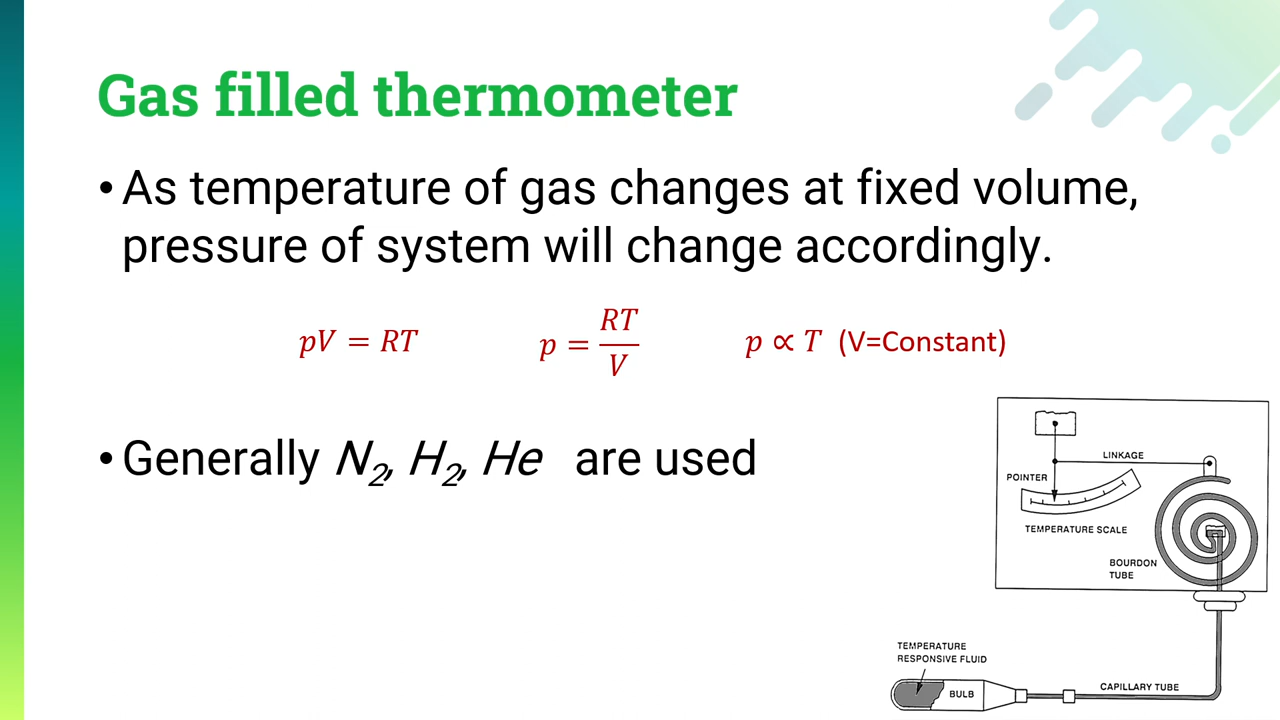 Gas filled thermometer
• As temperature of gas changes at fixed volume,
pressure of system will change accordingly.
pV = RT
p = RT/V
p ∝ T (V=Constant)
• Generally N₂, H₂, He are used
LINKAGE
POINTER
TEMPERATURE SCALE
BOURDON
TUBE
TEMPERATURE
RESPONSIVE FLUID
BULB
CAPILLARY TUBE